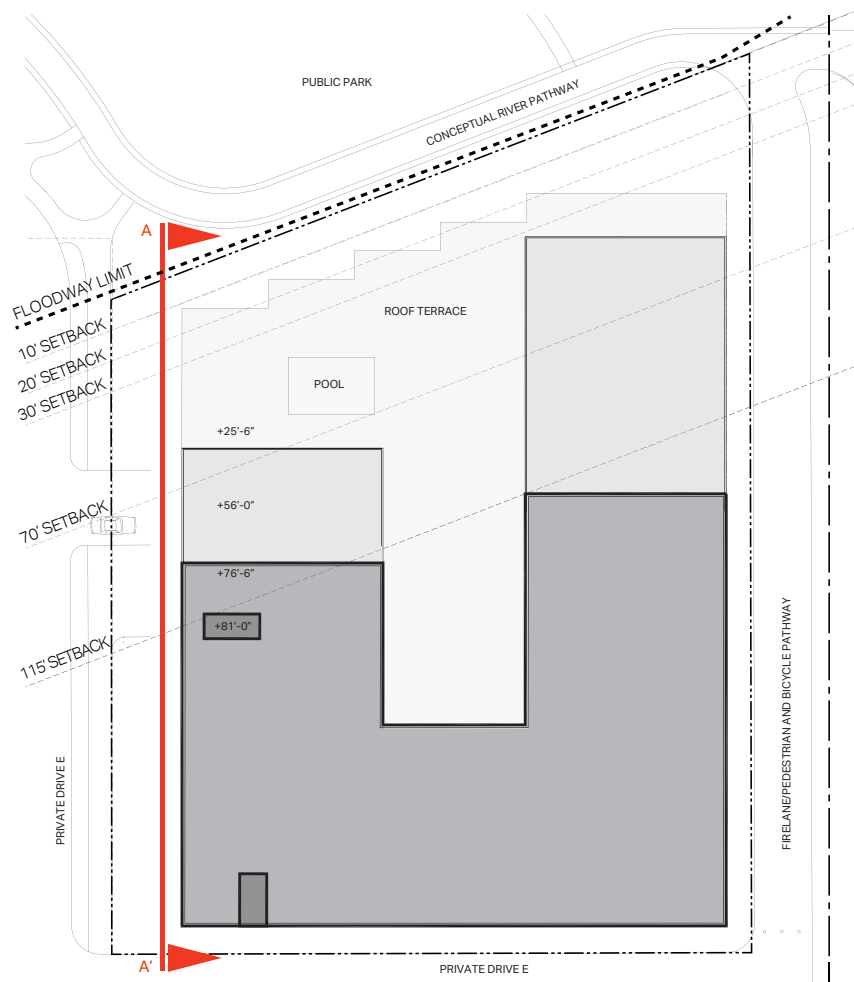 PUBLIC PARK
CONCEPTUAL RIVER PATHWAY
A
FLOODWAY LIMIT
10' SETBACK
ROOF TERRACE
20' SETBACK
30' SETBACK
POOL
+25'-6"
+56'-0"
70' SETBACK
+76'-6"
+81'-0"
115' SETBACK
FIRELANE/PEDESTRIAN AND BICYCLE PATHWAY
PRIVATE DRIVE E
A'
PRIVATE DRIVE E